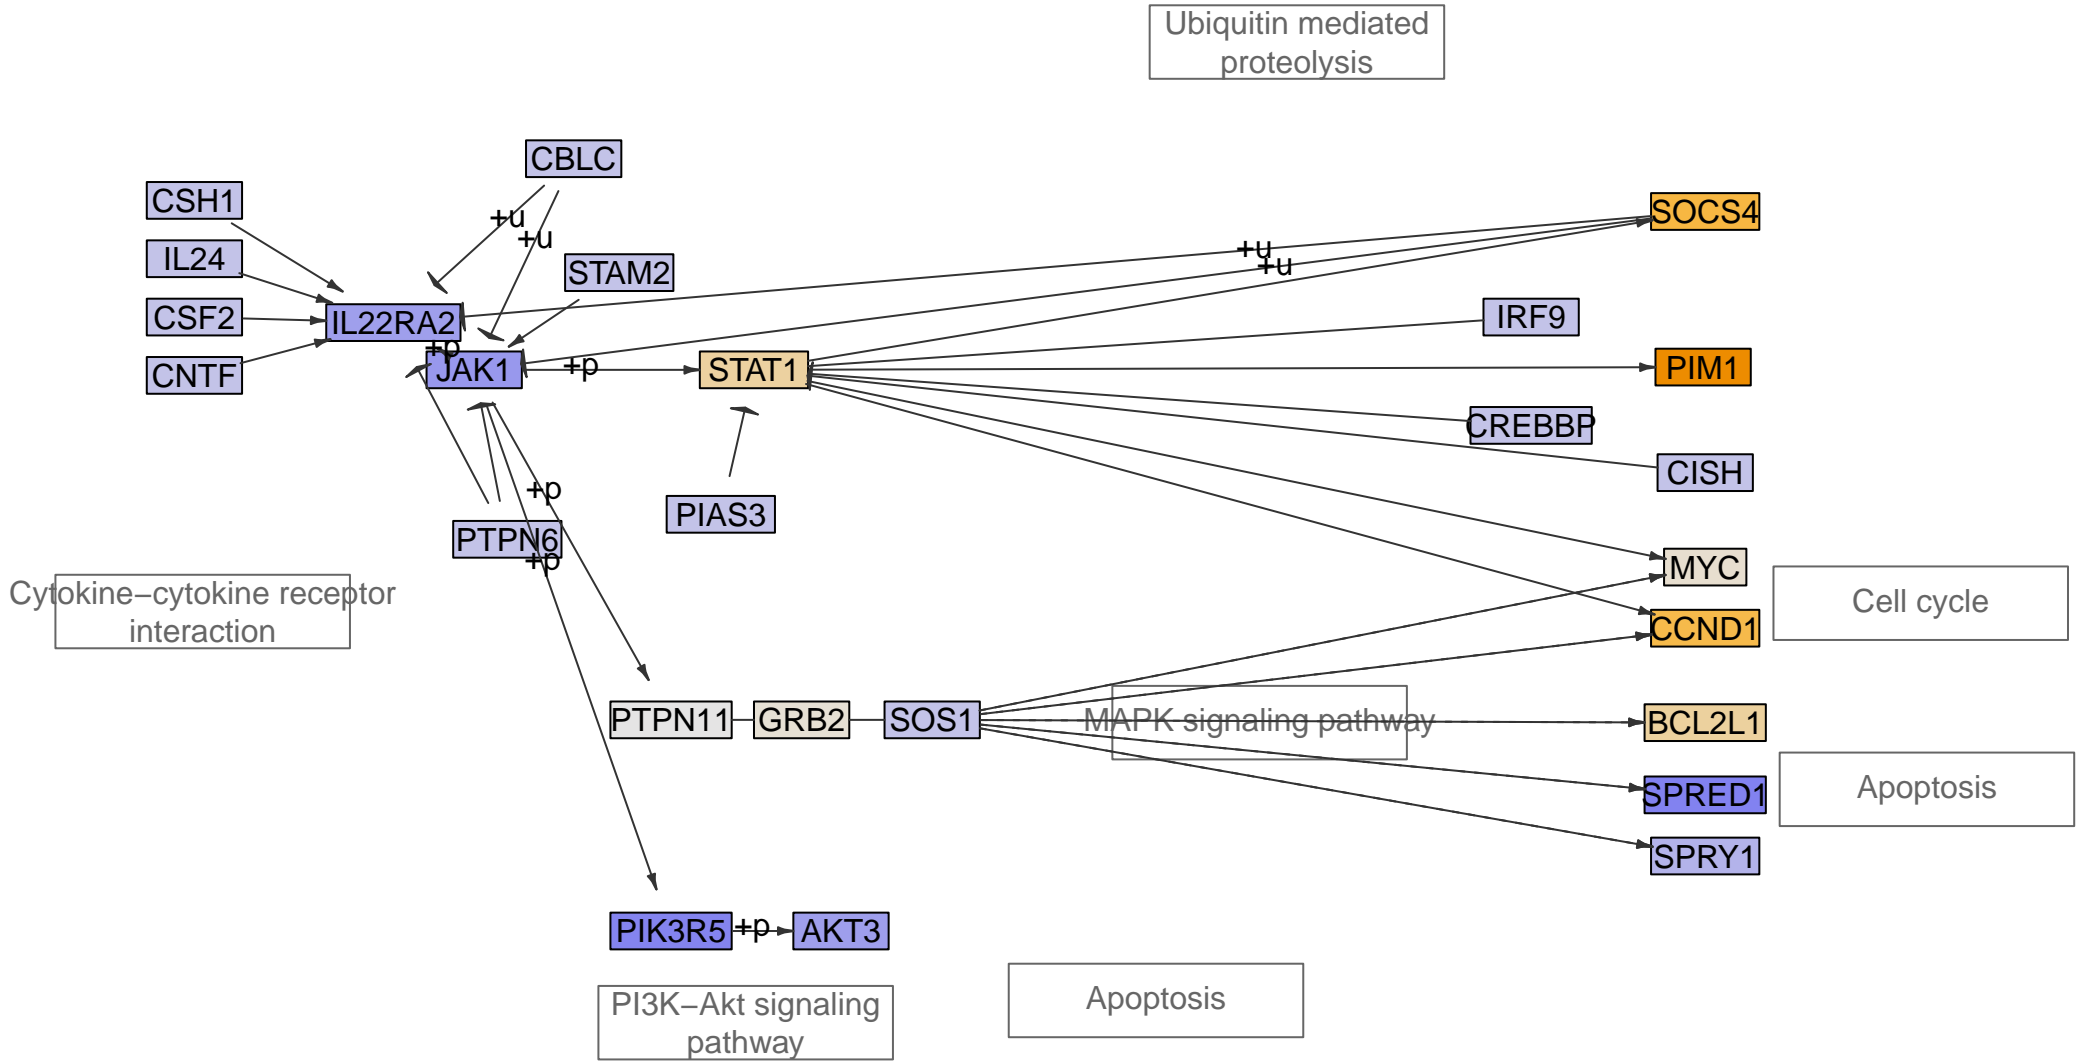 Ubiquitin mediated
proteolysis
CBLC
CSH1
+u
SOCS4
+u
+u
IL24
STAM2
+u
CSF2
IL22RA2
IRF9
+p
CNTF
JAK1
+p
STAT1
PIM1
CREBBP
CISH
+p
PIAS3
PTPN6
+p
MYC
Cytokine−cytokine receptor
interaction
Cell cycle
CCND1
PTPN11
GRB2
SOS1
MAPK signaling pathway
BCL2L1
SPRED1
Apoptosis
SPRY1
PIK3R5
+p
AKT3
PI3K−Akt signaling
pathway
Apoptosis